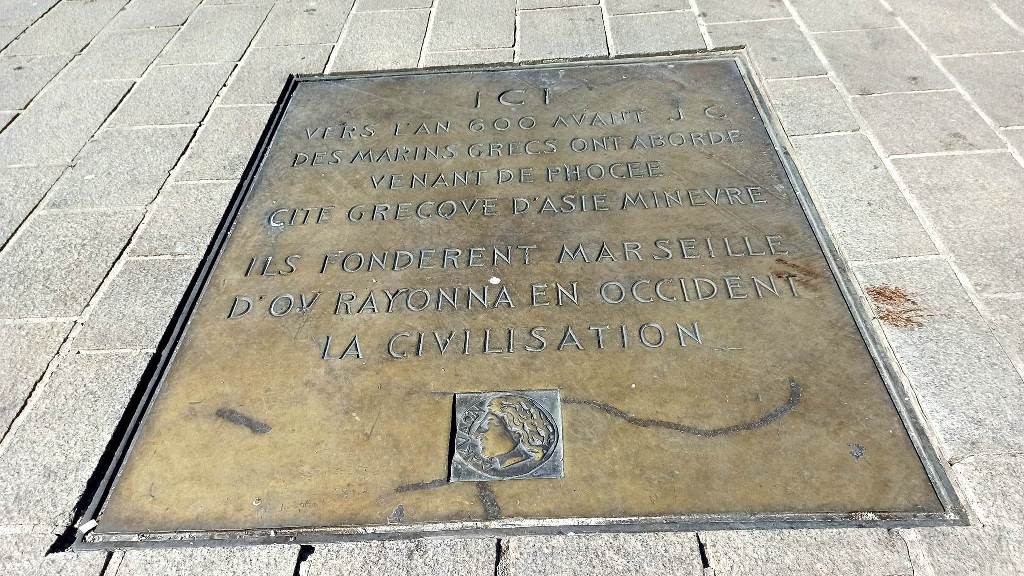 ICI
VERS L'AN 600 AVANT J C
DES MARINS GRECS ONT ABORDE
VENANT DE PHOCEE
CITE GRECQVE D'ASIE MINEVRE
ILS FONDERENT MARSEILLE
D'OV RAYONNA EN OCCIDENT
LA CIVILISATION